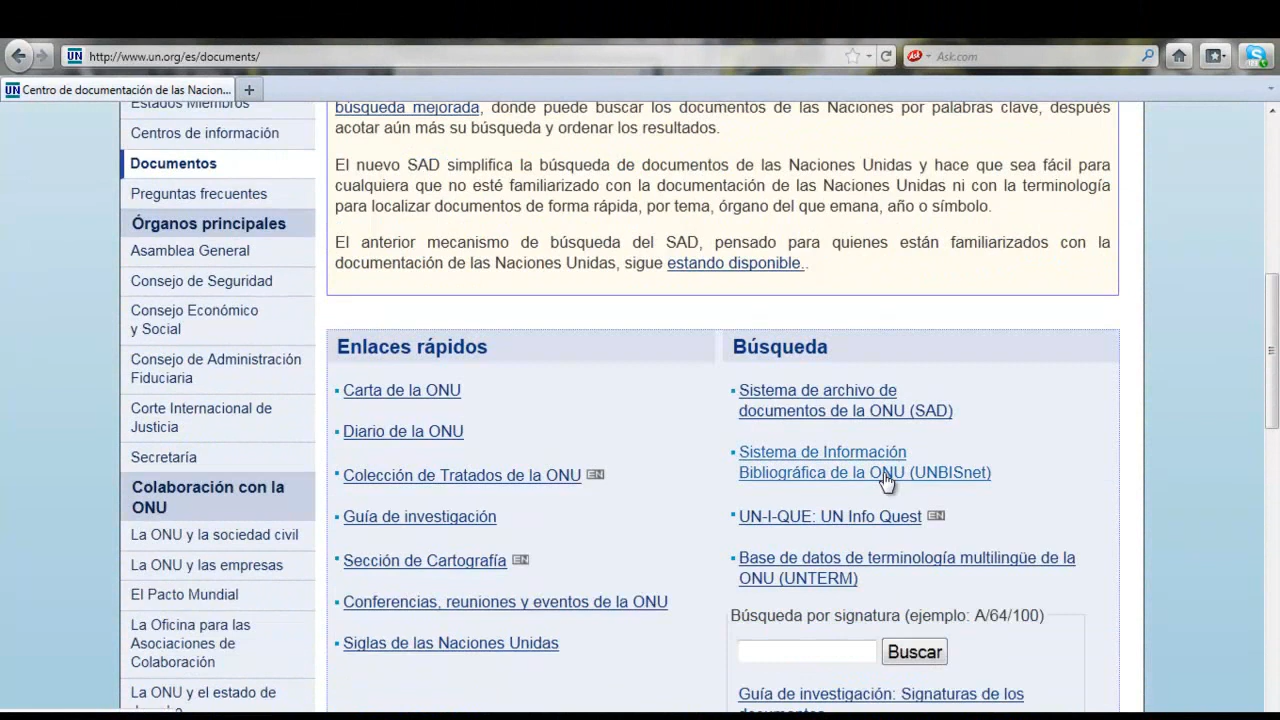 UN
http://www.un.org/es/documents/
Ask.com
UN Centro de documentación de las Nacion...
Estados Miembros
Centros de información
Documentos
Preguntas frecuentes
Órganos principales
Asamblea General
Consejo de Seguridad
Consejo Económico
y Social
Consejo de Administración
Fiduciaria
Corte Internacional de
Justicia
Secretaría
Colaboración con la
ONU
La ONU y la sociedad civil
La ONU y las empresas
El Pacto Mundial
La Oficina para las
Asociaciones de
Colaboración
La ONU y el estado de
búsqueda mejorada, donde puede buscar los documentos de las Naciones por palabras clave, después
acotar aún más su búsqueda y ordenar los resultados.
El nuevo SAD simplifica la búsqueda de documentos de las Naciones Unidas y hace que sea fácil para
cualquiera que no esté familiarizado con la documentación de las Naciones Unidas ni con la terminología
para localizar documentos de forma rápida, por tema, órgano del que emana, año o símbolo.
El anterior mecanismo de búsqueda del SAD, pensado para quienes están familiarizados con la
documentación de las Naciones Unidas, sigue estando disponible..
Enlaces rápidos
Carta de la ONU
Diario de la ONU
Colección de Tratados de la ONU EN
Guía de investigación
Sección de Cartografía EN
Conferencias, reuniones y eventos de la ONU
Siglas de las Naciones Unidas
Búsqueda
Sistema de archivo de
documentos de la ONU (SAD)
Sistema de Información
Bibliográfica de la ONU (UNBISnet)
UN-I-QUE: UN Info Quest EN
Base de datos de terminología multilingüe de la
ONU (UNTERM)
Búsqueda por signatura (ejemplo: A/64/100)
Buscar
Guía de investigación: Signaturas de los
documentos